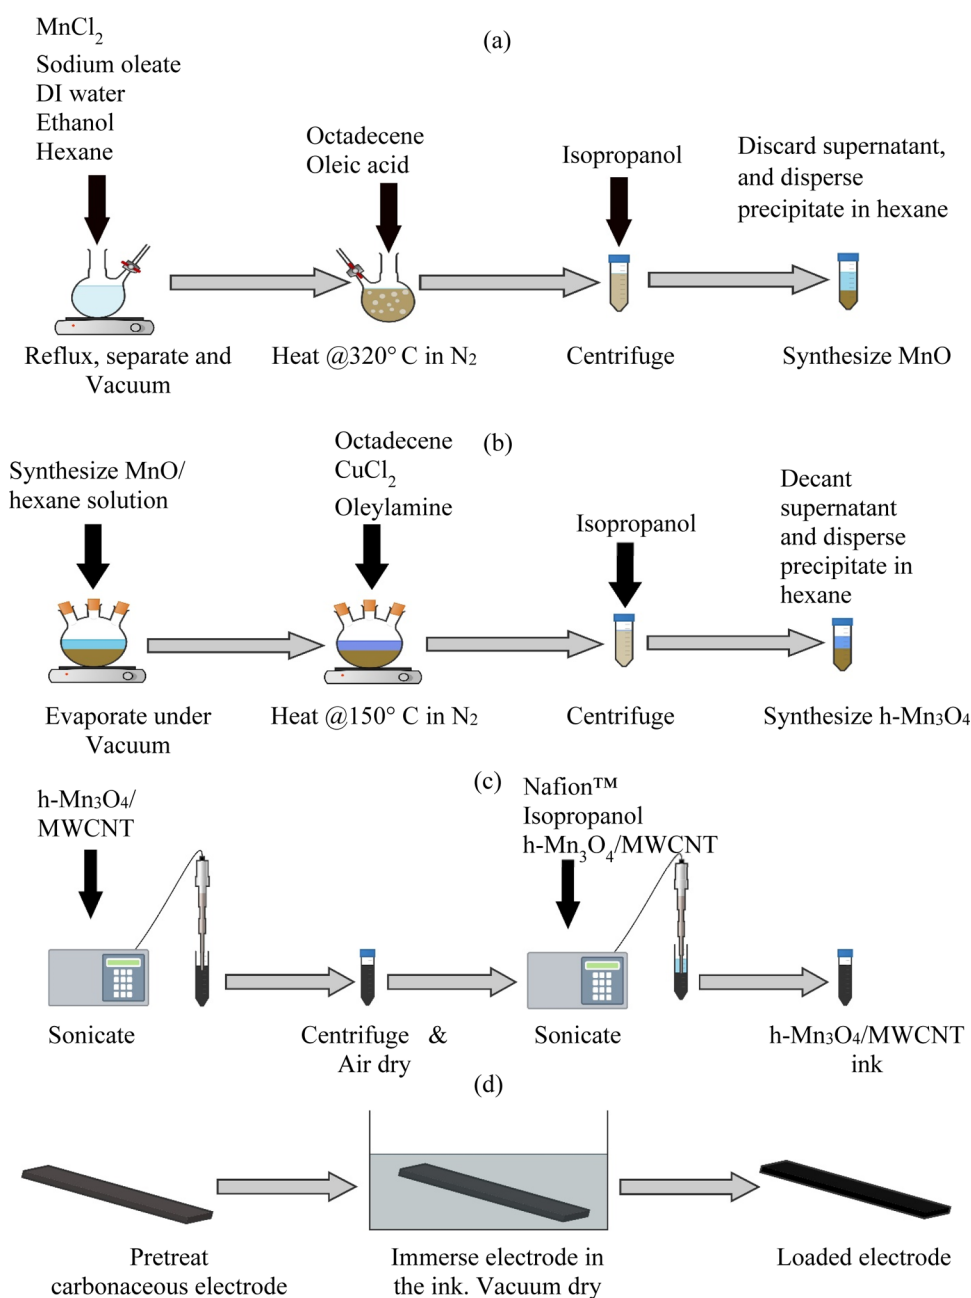 (a)
MnCl₂
Sodium oleate
DI water
Ethanol
Hexane
Octadecene
Oleic acid
Isopropanol
Discard supernatant,
and disperse
precipitate in hexane
Reflux, separate and
Vacuum
Heat @320° C in N₂
Centrifuge
Synthesize MnO
(b)
Synthesize MnO/
hexane solution
Octadecene
CuCl₂
Oleylamine
Isopropanol
Decant
supernatant
and disperse
precipitate in
hexane
Evaporate under
Vacuum
Heat @150° C in N₂
Centrifuge
Synthesize h-Mn₃O₄
(c)
h-Mn₃O₄/
MWCNT
Nafion™
Isopropanol
h-Mn₃O₄/MWCNT
Sonicate
Centrifuge &
Air dry
Sonicate
h-Mn₃O₄/MWCNT
ink
(d)
Pretreat
carbonaceous electrode
Immerse electrode in
the ink. Vacuum dry
Loaded electrode